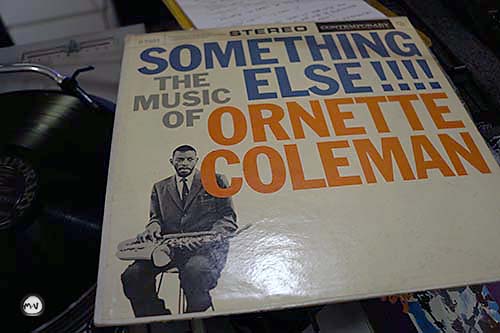 STEREO CONTEMPORARY
SOMETHING
ELSE!!!!
THE
MUSIC
OF
ORNETTE
COLEMAN